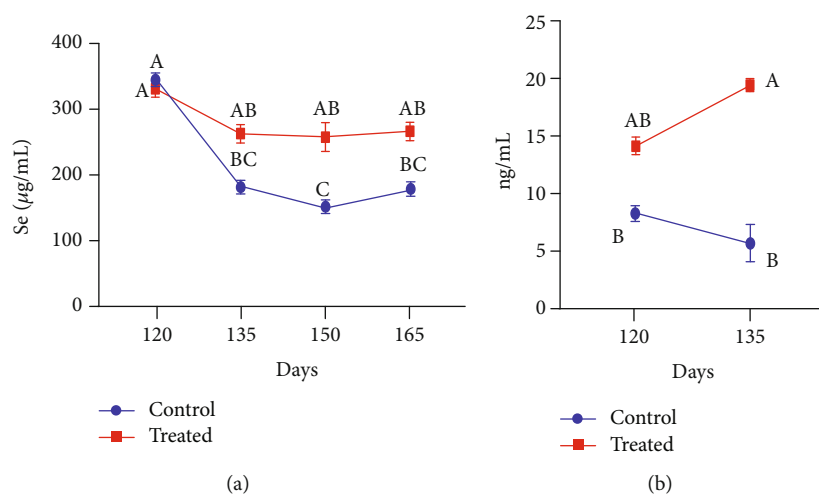 400
300
200
100
0
Se (µg/mL)
A
A
AB
AB
AB
BC
C
BC
120 135 150 165
Days
Control
Treated
(a)
25
20
15
10
5
0
ng/mL
AB
A
B
B
120 135
Days
Control
Treated
(b)